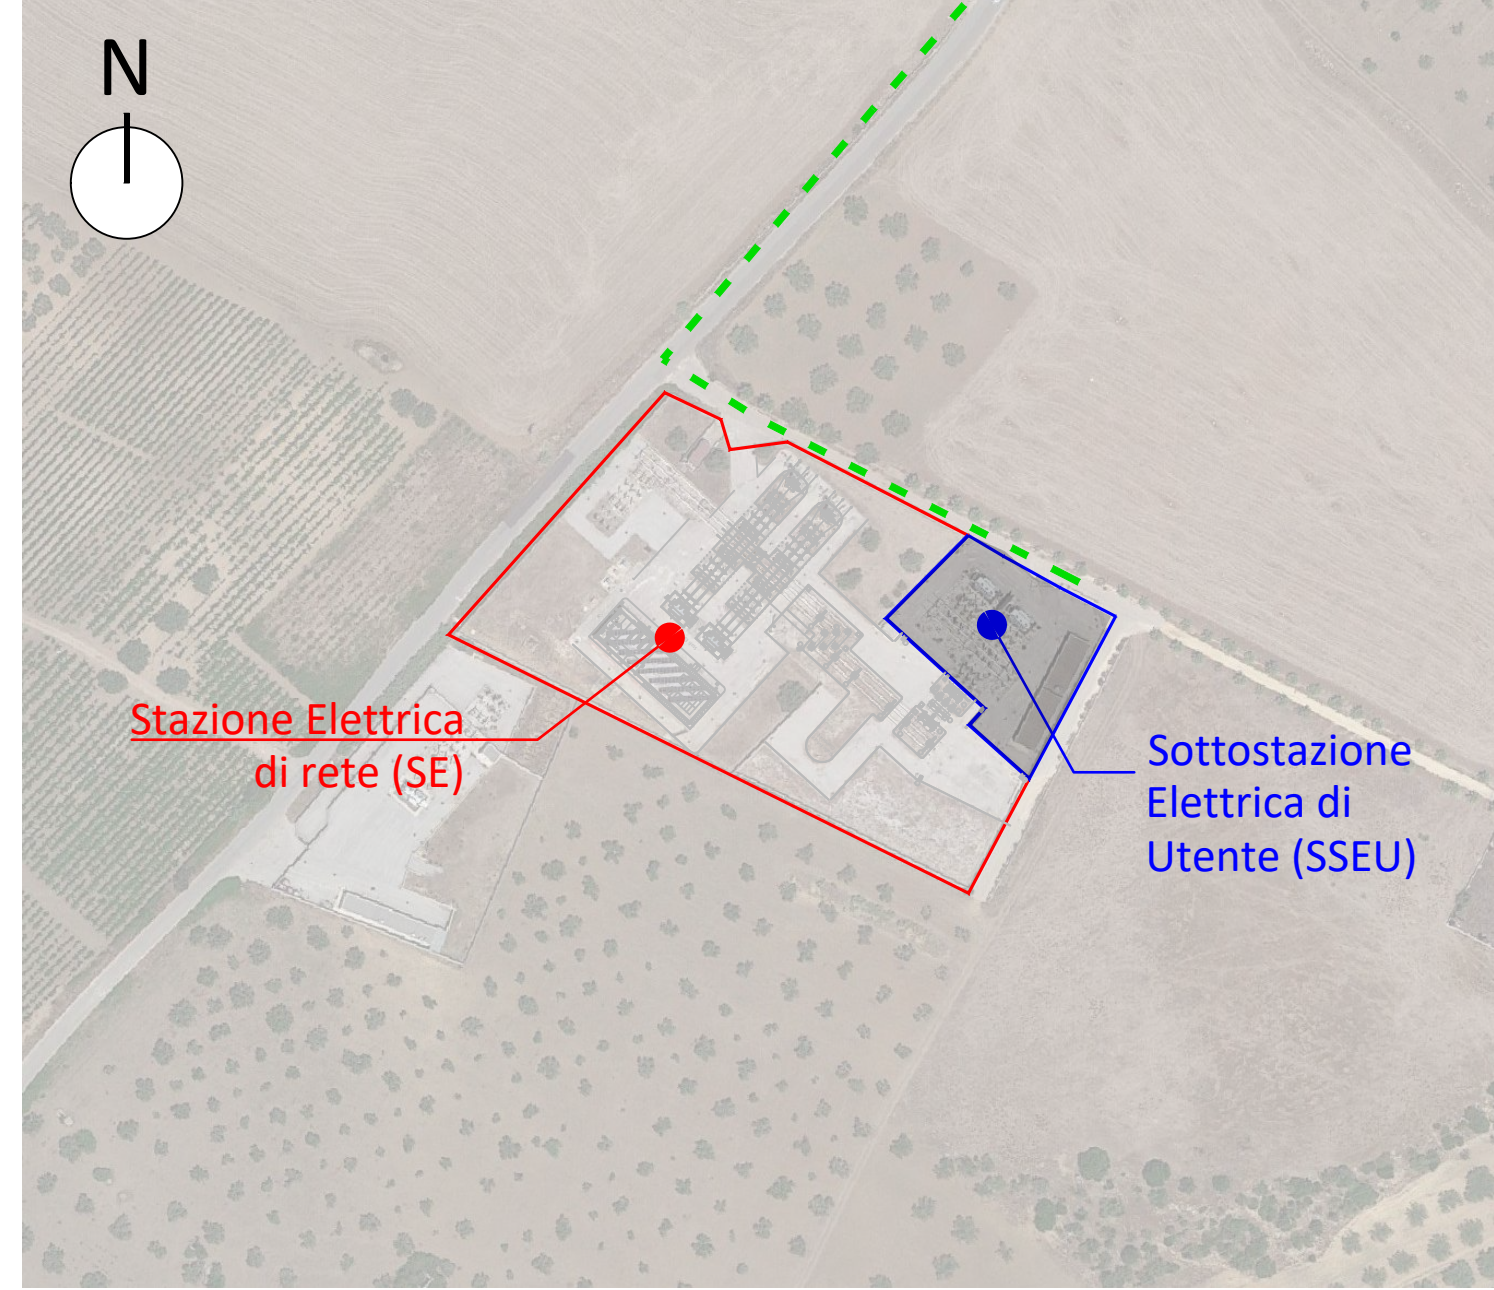 N
Stazione Elettrica
di rete (SE)
Sottostazione
Elettrica di
Utente (SSEU)